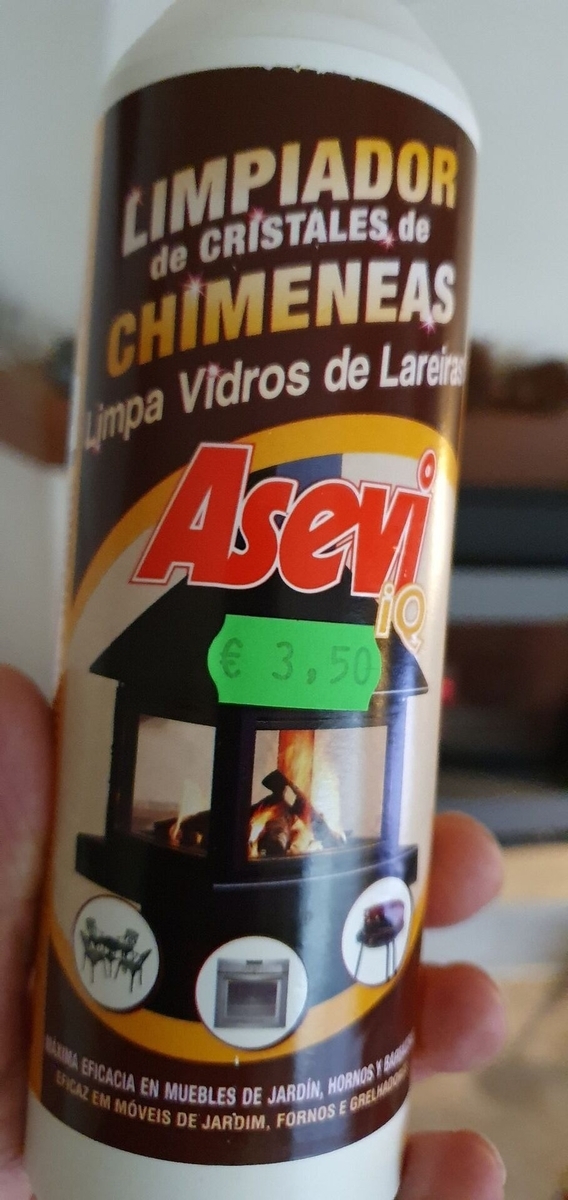 LIMPIADOR
de CRISTALES de
CHIMENEAS
Limpa Vidros de Lareiras
Asevi
iQ
€ 3,50
MÁXIMA EFICACIA EN MUEBLES DE JARDÍN, HORNOS Y
EFICAZ EM MÓVEIS DE JARDIM, FORNOS E GRELHADORES